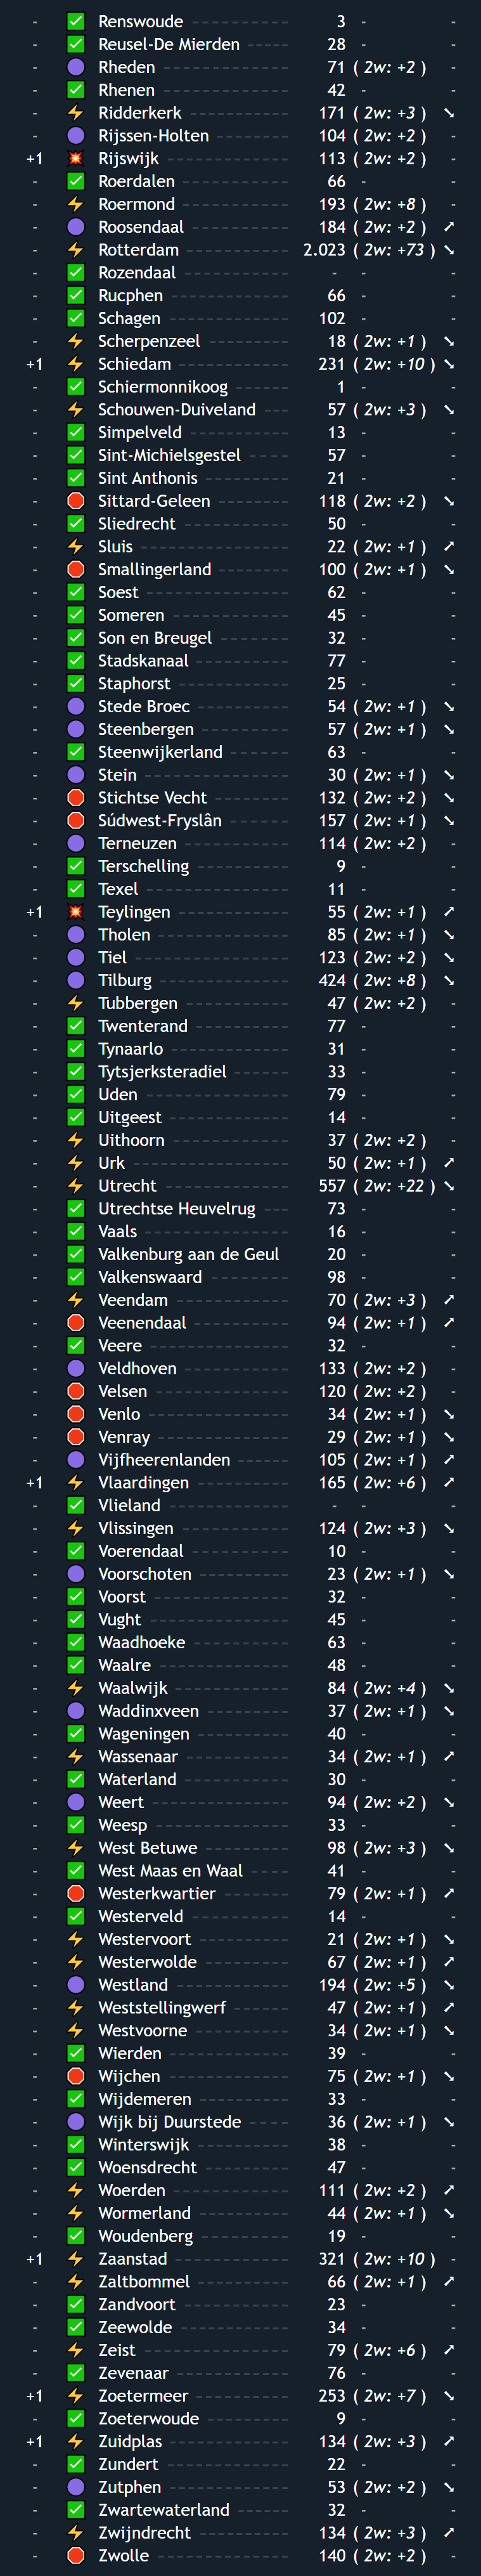 - ✅ Renswoude ------------- 3 - -
- ✅ Reusel-De Mierden ------ 28 - -
- 🟣 Rheden ---------------- 71 ( 2w: +2 ) -
- ✅ Rhenen ---------------- 42 - -
- ⚡ Ridderkerk ------------ 171 ( 2w: +3 ) ↘
- 🟣 Rijssen-Holten --------- 104 ( 2w: +2 ) -
+1 💥 Rijswijk -------------- 113 ( 2w: +2 ) -
- ✅ Roerdalen ------------- 66 - -
- ⚡ Roermond ------------- 193 ( 2w: +8 ) -
- 🟣 Roosendaal ------------ 184 ( 2w: +2 ) ↗
- ⚡ Rotterdam ------------ 2.023 ( 2w: +73 ) ↘
- ✅ Rozendaal ------------- - - -
- ✅ Rucphen -------------- 66 - -
- ✅ Schagen -------------- 102 - -
- ⚡ Scherpenzeel ---------- 18 ( 2w: +1 ) ↘
+1 ⚡ Schiedam ------------- 231 ( 2w: +10 ) ↘
- ✅ Schiermonnikoog ------- 1 - -
- ⚡ Schouwen-Duiveland ---- 57 ( 2w: +3 ) ↘
- ✅ Simpelveld ------------ 13 - -
- ✅ Sint-Michielsgestel ----- 57 - -
- ✅ Sint Anthonis ---------- 21 - -
- 🛑 Sittard-Geleen --------- 118 ( 2w: +2 ) ↘
- ✅ Sliedrecht ------------ 50 - -
- ⚡ Sluis ----------------- 22 ( 2w: +1 ) ↗
- 🛑 Smallingerland --------- 100 ( 2w: +1 ) ↘
- ✅ Soest ----------------- 62 - -
- ✅ Someren -------------- 45 - -
- ✅ Son en Breugel --------- 32 - -
- ✅ Stadskanaal ----------- 77 - -
- ✅ Staphorst ------------- 25 - -
- 🟣 Stede Broec ----------- 54 ( 2w: +1 ) ↘
- 🟣 Steenbergen ----------- 57 ( 2w: +1 ) ↘
- ✅ Steenwijkerland -------- 63 - -
- 🟣 Stein ----------------- 30 ( 2w: +1 ) ↘
- 🛑 Stichtse Vecht --------- 132 ( 2w: +2 ) ↘
- 🛑 Súdwest-Fryslân -------- 157 ( 2w: +1 ) ↘
- 🟣 Terneuzen ------------ 114 ( 2w: +2 ) -
- ✅ Terschelling ----------- 9 - -
- ✅ Texel ----------------- 11 - -
+1 💥 Teylingen ------------- 55 ( 2w: +1 ) ↗
- 🟣 Tholen --------------- 85 ( 2w: +1 ) ↘
- 🟣 Tiel ------------------ 123 ( 2w: +2 ) ↘
- 🟣 Tilburg --------------- 424 ( 2w: +8 ) ↘
- ⚡ Tubbergen ------------ 47 ( 2w: +2 ) -
- ✅ Twenterand ----------- 77 - -
- ✅ Tynaarlo -------------- 31 - -
- ✅ Tytsjerksteradiel ------- 33 - -
- ✅ Uden ----------------- 79 - -
- ✅ Uitgeest -------------- 14 - -
- ⚡ Uithoorn ------------- 37 ( 2w: +2 ) -
- ⚡ Urk ------------------ 50 ( 2w: +1 ) ↗
- ⚡ Utrecht --------------- 557 ( 2w: +22 ) ↘
- ✅ Utrechtse Heuvelrug --- 73 - -
- ✅ Vaals ----------------- 16 - -
- ✅ Valkenburg aan de Geul 20 - -
- ✅ Valkenswaard ---------- 98 - -
- ⚡ Veendam ------------- 70 ( 2w: +3 ) ↗
- 🛑 Veenendaal ------------ 94 ( 2w: +1 ) ↗
- ✅ Veere ---------------- 32 - -
- 🟣 Veldhoven ------------ 133 ( 2w: +2 ) -
- 🛑 Velsen --------------- 120 ( 2w: +2 ) -
- 🛑 Venlo ---------------- 34 ( 2w: +1 ) ↘
- 🛑 Venray --------------- 29 ( 2w: +1 ) ↘
- 🟣 Vijfheerenlanden ------ 105 ( 2w: +1 ) ↗
+1 ⚡ Vlaardingen ----------- 165 ( 2w: +6 ) ↗
- ✅ Vlieland -------------- - - -
- ⚡ Vlissingen ------------ 124 ( 2w: +3 ) ↘
- ✅ Voerendaal ------------ 10 - -
- 🟣 Voorschoten ----------- 23 ( 2w: +1 ) ↘
- ✅ Voorst --------------- 32 - -
- ✅ Vught ---------------- 45 - -
- ✅ Waadhoeke ------------ 63 - -
- ✅ Waalre --------------- 48 - -
- ⚡ Waalwijk ------------- 84 ( 2w: +4 ) ↘
- 🟣 Waddinxveen ---------- 37 ( 2w: +1 ) ↘
- ✅ Wageningen ----------- 40 - -
- ⚡ Wassenaar ------------ 34 ( 2w: +1 ) ↗
- ✅ Waterland ------------ 30 - -
- 🟣 Weert ---------------- 94 ( 2w: +2 ) ↘
- ✅ Weesp ---------------- 33 - -
- ⚡ West Betuwe ---------- 98 ( 2w: +3 ) ↘
- ✅ West Maas en Waal ----- 41 - -
- 🛑 Westerkwartier -------- 79 ( 2w: +1 ) ↗
- ✅ Westerveld ----------- 14 - -
- ⚡ Westervoort ---------- 21 ( 2w: +1 ) ↘
- ⚡ Westerwolde ---------- 67 ( 2w: +1 ) ↗
- 🟣 Westland ------------- 194 ( 2w: +5 ) ↘
- ⚡ Weststellingwerf ------- 47 ( 2w: +1 ) ↗
- ⚡ Westvoorne ----------- 34 ( 2w: +1 ) ↘
- ✅ Wierden -------------- 39 - -
- 🛑 Wijchen -------------- 75 ( 2w: +1 ) ↘
- ✅ Wijdemeren ----------- 33 - -
- 🟣 Wijk bij Duurstede ---- 36 ( 2w: +1 ) ↘
- ✅ Winterswijk ----------- 38 - -
- ✅ Woensdrecht ---------- 47 - -
- ⚡ Woerden ------------- 111 ( 2w: +2 ) ↗
- ⚡ Wormerland ---------- 44 ( 2w: +1 ) ↘
- ✅ Woudenberg ---------- 19 - -
+1 ⚡ Zaanstad ------------- 321 ( 2w: +10 ) -
- ⚡ Zaltbommel ---------- 66 ( 2w: +1 ) ↗
- ✅ Zandvoort ------------ 23 - -
- ✅ Zeewolde ------------ 34 - -
- ⚡ Zeist ---------------- 79 ( 2w: +6 ) ↗
- ✅ Zevenaar ------------- 76 - -
+1 ⚡ Zoetermeer ----------- 253 ( 2w: +7 ) ↘
- ✅ Zoeterwoude ---------- 9 - -
+1 ⚡ Zuidplas ------------- 134 ( 2w: +3 ) ↗
- ✅ Zundert -------------- 22 - -
- 🟣 Zutphen ------------- 53 ( 2w: +2 ) ↘
- ✅ Zwartewaterland ------ 32 - -
- ⚡ Zwijndrecht ---------- 134 ( 2w: +3 ) ↗
- 🛑 Zwolle --------------- 140 ( 2w: +2 ) -